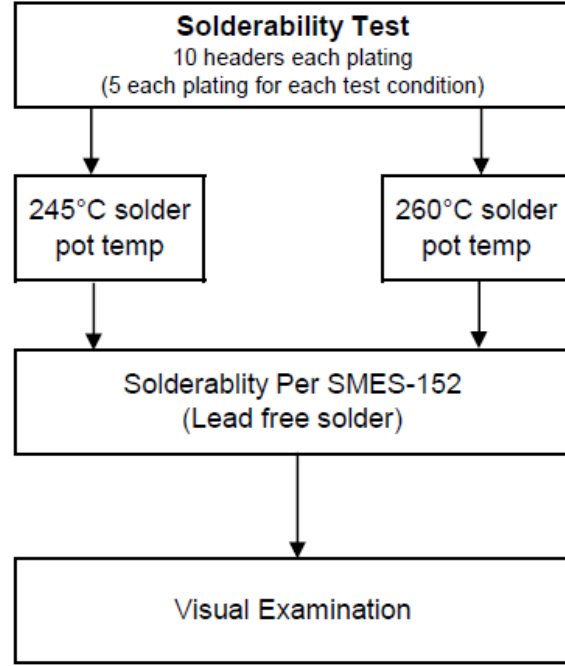 Solderability Test
10 headers each plating
(5 each plating for each test condition)
245°C solder
pot temp
260°C solder
pot temp
Solderablity Per SMES-152
(Lead free solder)
Visual Examination